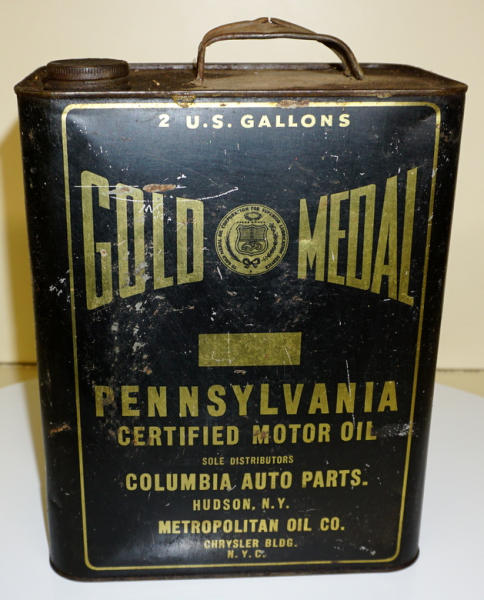 2 U.S. GALLONS
GOLD MEDAL
PENNSYLVANIA
CERTIFIED MOTOR OIL
SOLE DISTRIBUTORS
COLUMBIA AUTO PARTS.
HUDSON, N.Y.
METROPOLITAN OIL CO.
CHRYSLER BLDG.
N.Y.C.